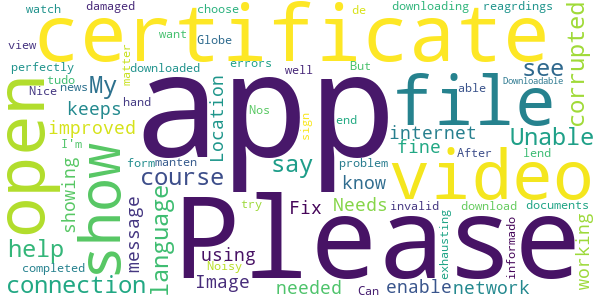 watch
damaged
choose
de
downloading
reagrdings
certificate
want
Globe
view
matter
errors
perfectly
tudo
downloaded
well
But
see
corrupted
Nice
news
My
able
Downloadable
open
app
file
keeps
hand
Location
Nos
sign
end
improved
internet
Unable
I'm
show
say
fine
After
lend
showing
form
manten
problem
video
course
know
try
Please
Fix
Needs
invalid
download
documents
language
message
help
using
exhausting
informado
working
Noisy
completed
Image
connection
needed
Can
enable
network